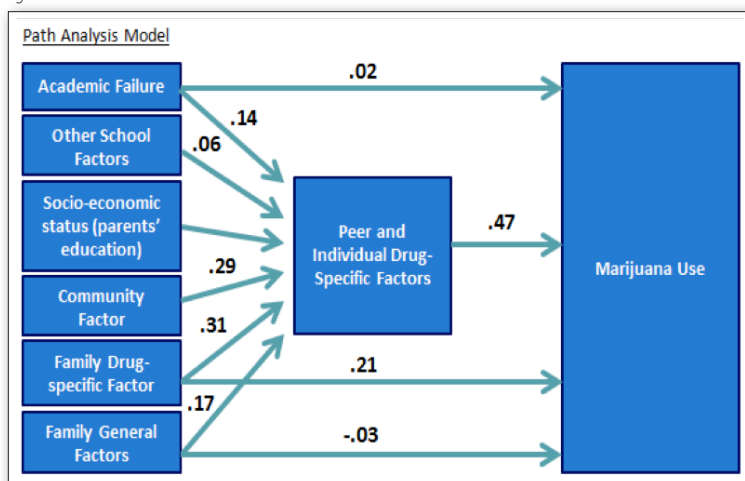 Path Analysis Model
Academic Failure
.02
.14
Other School
Factors
.06
Socio-economic
status (parents'
education)
Peer and
Individual Drug-
Specific Factors
.47
Marijuana Use
.29
Community
Factor
.31
Family Drug-
specific Factor
.21
.17
Family General
Factors
-.03